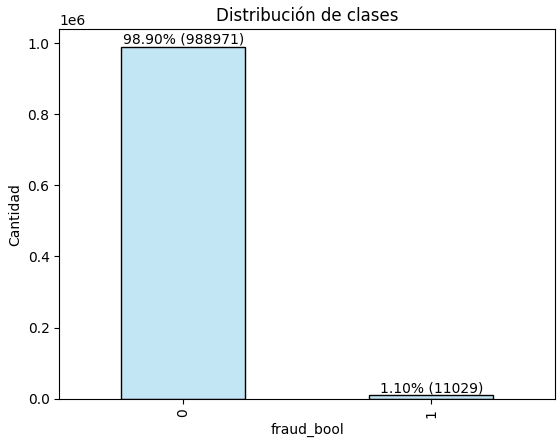 Distribución de clases
1e6
98.90% (988971)
1.0
0.8
0.6
0.4
0.2
0.0
Cantidad
1.10% (11029)
0
1
fraud_bool